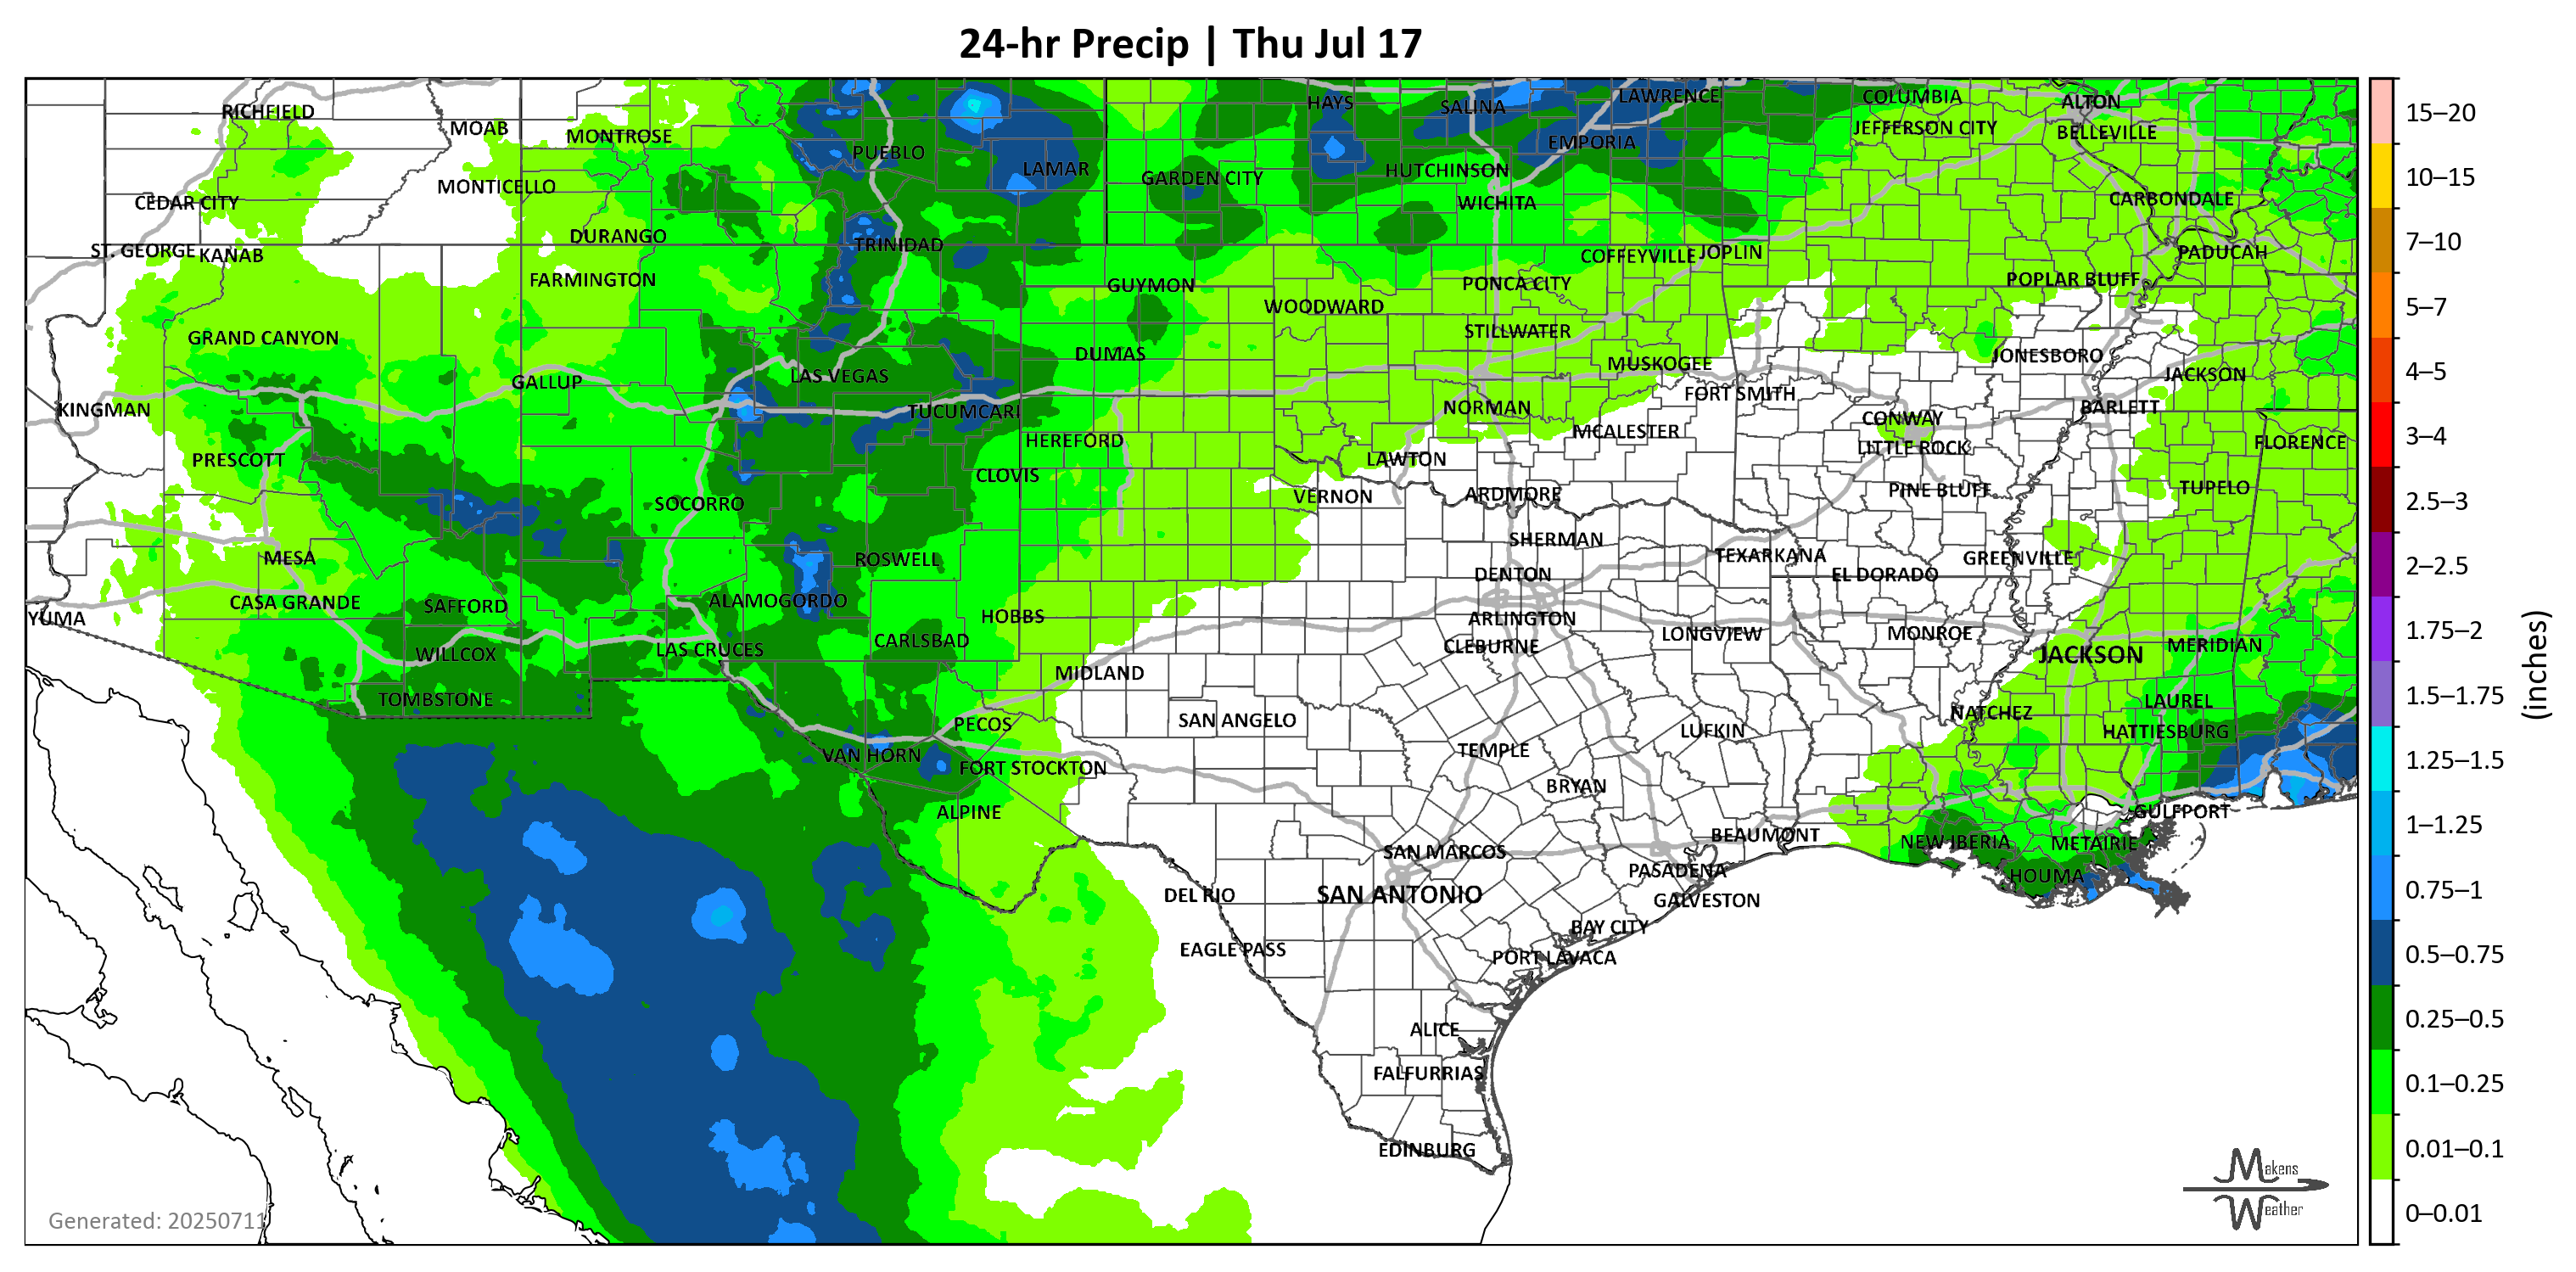 24-hr Precip | Thu Jul 17
RICHFIELD
MOAB
MONTROSE
PUEBLO
LAMAR
HAYS
SALINA
LAWRENCE
COLUMBIA
ALTON
JEFFERSON CITY
BELLEVILLE
EMPORIA
GARDEN CITY
HUTCHINSON
MONTICELLO
CEDAR CITY
WICHITA
CARBONDALE
DURANGO
TRINIDAD
ST. GEORGE
KANAB
COFFEYVILLE
JOPLIN
PADUCAH
FARMINGTON
GUYMON
PONCA CITY
POPLAR BLUFF
WOODWARD
STILLWATER
GRAND CANYON
DUMAS
JONESBORO
MUSKOGEE
GALLUP
LAS VEGAS
JACKSON
FORT SMITH
KINGMAN
TUCUMCARI
NORMAN
BARLETT
CONWAY
MCALESTER
HEREFORD
FLORENCE
LITTLE ROCK
PRESCOTT
LAWTON
CLOVIS
TUPELO
PINE BLUFF
VERNON
ARDMORE
SOCORRO
SHERMAN
MESA
ROSWELL
TEXARKANA
GREENVILLE
DENTON
EL DORADO
CASA GRANDE
SAFFORD
ALAMOGORDO
HOBBS
YUMA
ARLINGTON
CARLSBAD
LONGVIEW
MONROE
CLEBURNE
MERIDIAN
WILLCOX
LAS CRUCES
JACKSON
MIDLAND
TOMBSTONE
LAUREL
NATCHEZ
PECOS
SAN ANGELO
LUFKIN
HATTIESBURG
VAN HORN
TEMPLE
FORT STOCKTON
BRYAN
ALPINE
GULFPORT
BEAUMONT
NEW IBERIA
METAIRIE
SAN MARCOS
PASADENA
HOUMA
DEL RIO
SAN ANTONIO
GALVESTON
BAY CITY
EAGLE PASS
PORT LAVACA
ALICE
FALFURRIAS
EDINBURG
Generated: 20250711
Makens
Weather
15–20
10–15
7–10
5–7
4–5
3–4
2.5–3
2–2.5
1.75–2
1.5–1.75
1.25–1.5
1–1.25
0.75–1
0.5–0.75
0.25–0.5
0.1–0.25
0.01–0.1
0–0.01
(inches)